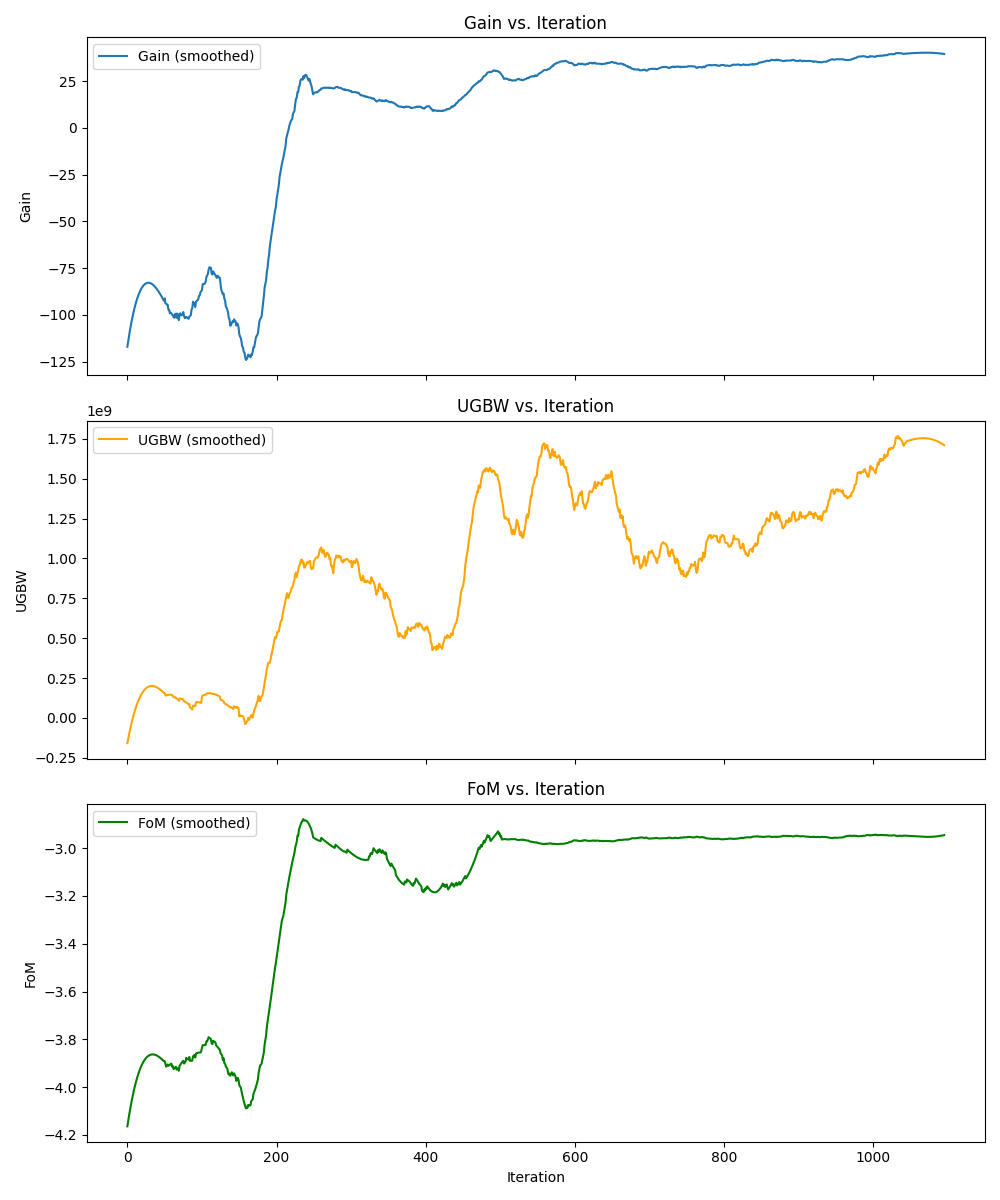 Gain vs. Iteration
Gain (smoothed)
25
0
−25
−50
−75
−100
−125
Gain
UGBW vs. Iteration
1e9
UGBW (smoothed)
1.75
1.50
1.25
1.00
0.75
0.50
0.25
0.00
−0.25
UGBW
FoM vs. Iteration
FoM (smoothed)
−3.0
−3.2
−3.4
−3.6
−3.8
−4.0
−4.2
FoM
0 200 400 600 800 1000
Iteration